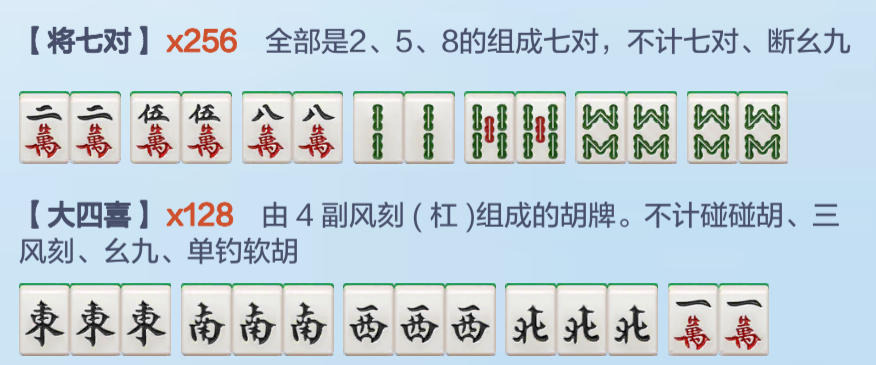 【将七对】x256 全部是2、5、8的组成七对，不计七对、断幺九
二萬 二萬 伍萬 伍萬 八萬 八萬
【大四喜】x128 由 4 副风刻 ( 杠 )组成的胡牌。不计碰碰胡、三
风刻、幺九、单钓软胡
東 東 東 南 南 南 西 西 西 北 北 北 一萬 一萬